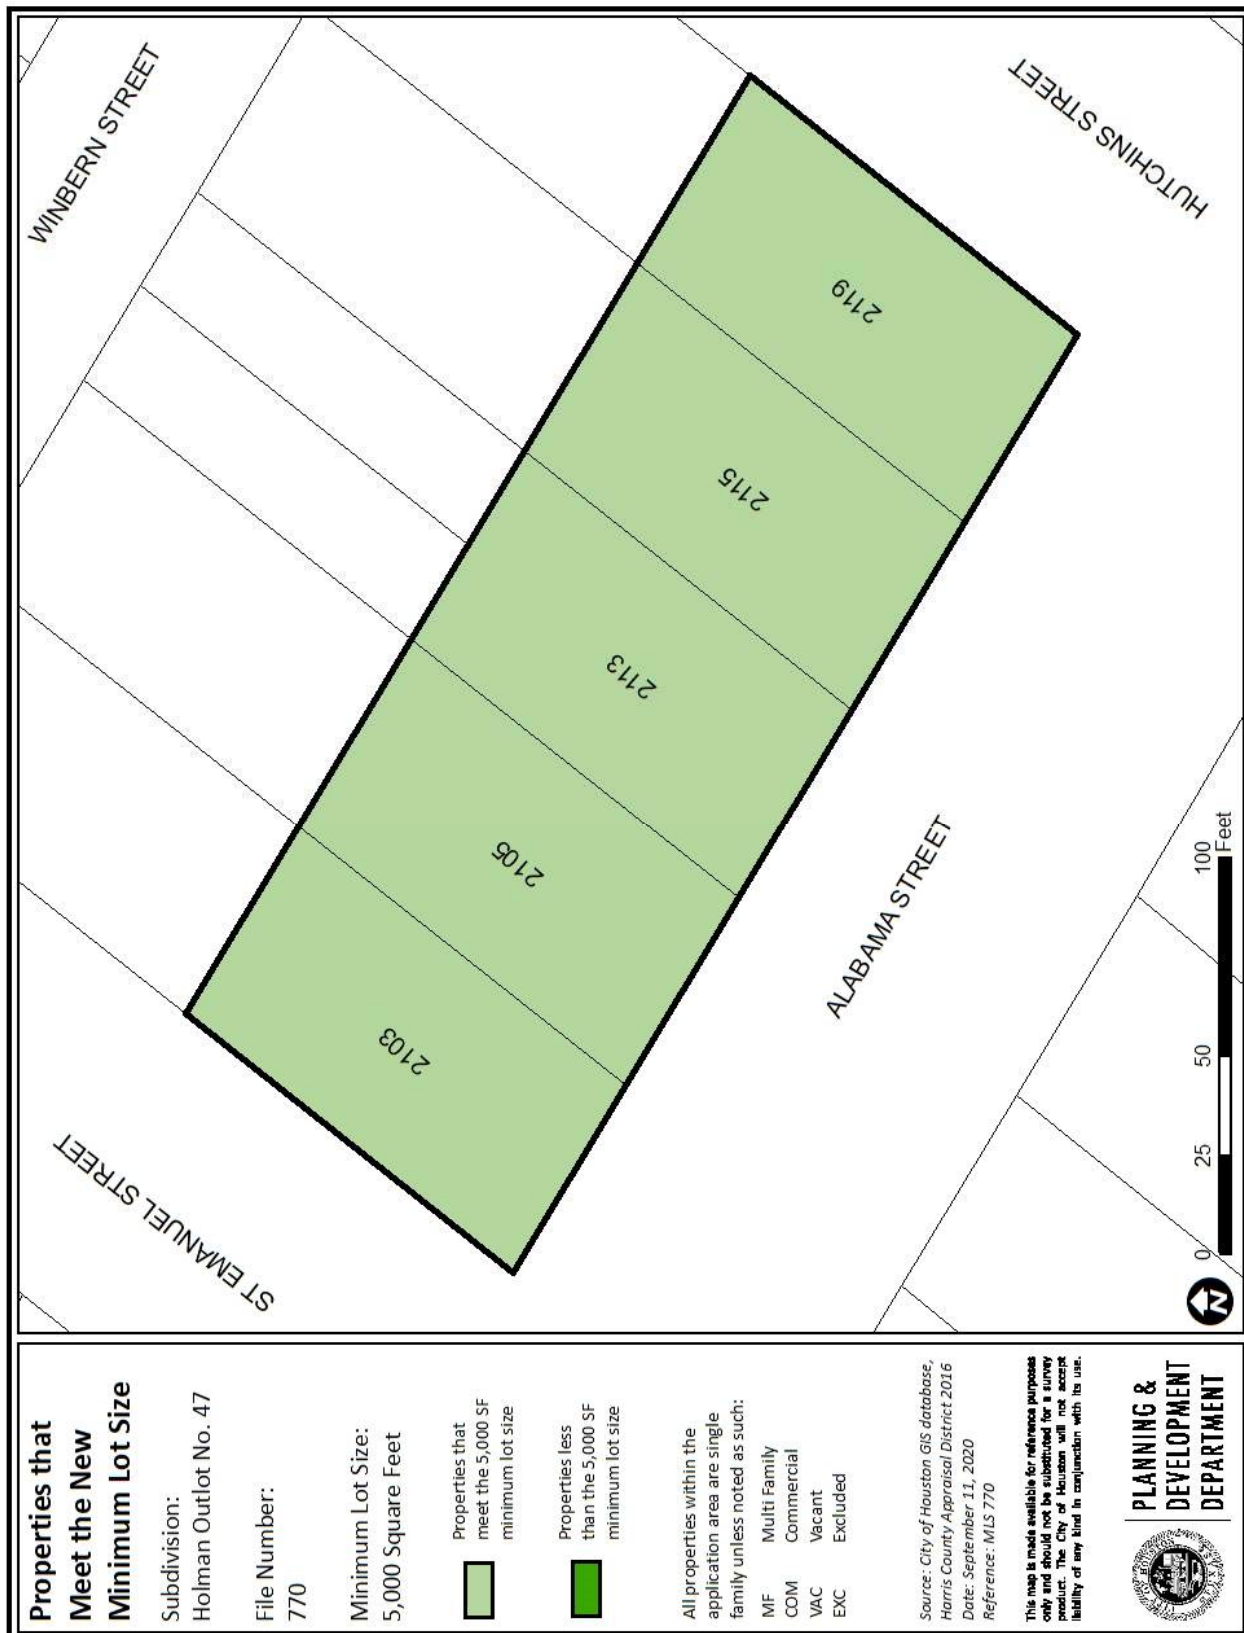 Properties that
Meet the New
Minimum Lot Size
Subdivision:
Holman Outlot No. 47
File Number:
770
Minimum Lot Size:
5,000 Square Feet
Properties that
meet the 5,000 SF
minimum lot size
Properties less
than the 5,000 SF
minimum lot size
All properties within the
application area are single
family unless noted as such:
MF Multi Family
COM Commercial
VAC Vacant
EXC Excluded
Source: City of Houston GIS database,
Harris County Appraisal District 2016
Date: September 11, 2020
Reference: MLS 770
This map is made available for reference purposes
only and should not be substituted for a survey
product. The City of Houston will not accept
liability of any kind in conjunction with its use.
PLANNING &
DEVELOPMENT
DEPARTMENT
WINBERN STREET
ST EMANUEL STREET
HUTCHINS STREET
ALABAMA STREET
2103
2105
2113
2115
2119
N
0 25 50 100
Feet